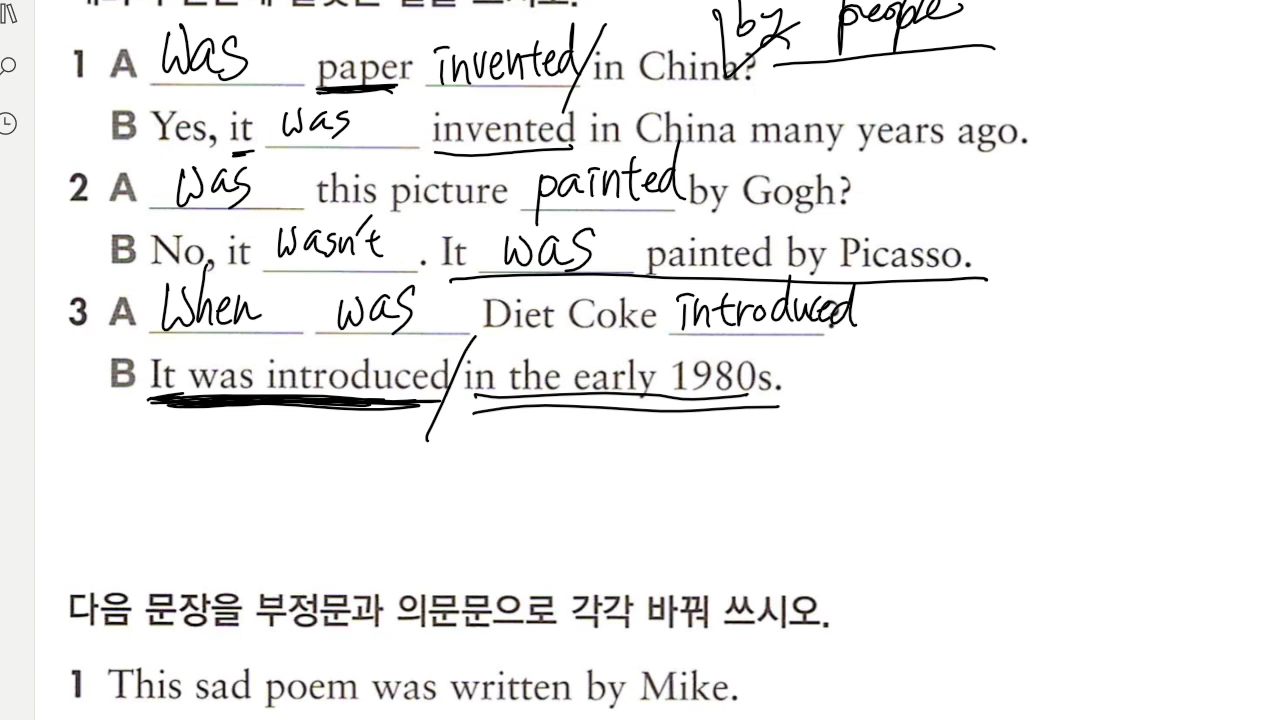 by people
1 A Was paper invented / in China?
B Yes, it was invented in China many years ago.
2 A Was this picture painted by Gogh?
B No, it wasn't. It was painted by Picasso.
3 A When was Diet Coke introduced
B It was introduced / in the early 1980s.
다음 문장을 부정문과 의문문으로 각각 바꿔 쓰시오.
1 This sad poem was written by Mike.